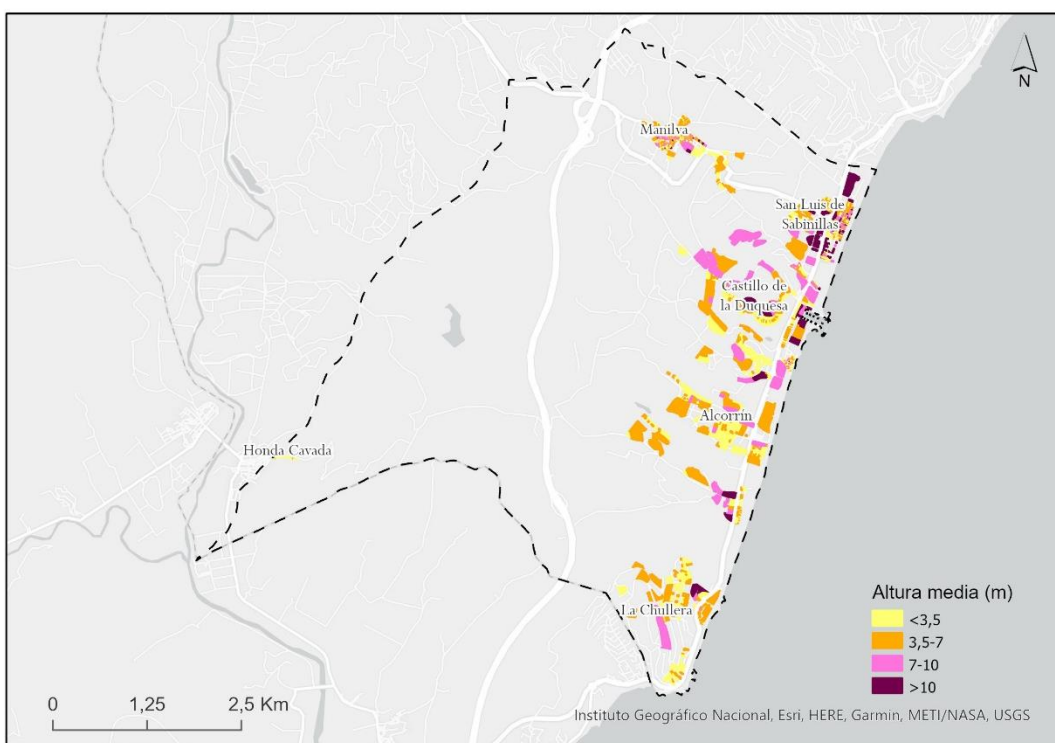 N
Manilva
San Luis de
Sabinillas
Castillo de
la Duquesa
Alcorrín
Honda Cavada
La Chullera
Altura media (m)
<3,5
3,5-7
7-10
>10
0 1,25 2,5 Km
Instituto Geográfico Nacional, Esri, HERE, Garmin, METI/NASA, USGS